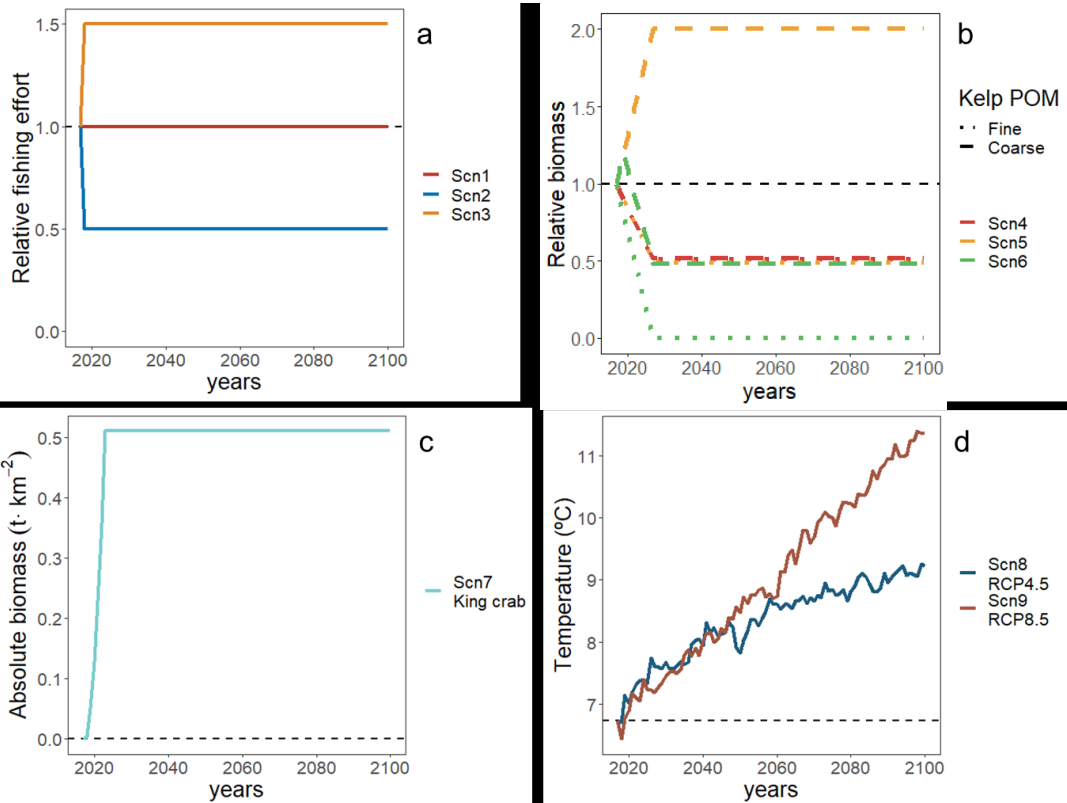 a
Relative fishing effort
1.5
1.0
0.5
0.0
2020 2040 2060 2080 2100
years
Scn1
Scn2
Scn3
b
Relative biomass
2.0
1.5
1.0
0.5
0.0
2020 2040 2060 2080 2100
years
Kelp POM
Fine
Coarse
Scn4
Scn5
Scn6
c
Absolute biomass (t· km⁻²)
0.5
0.4
0.3
0.2
0.1
0.0
2020 2040 2060 2080 2100
years
Scn7
King crab
d
Temperature (ºC)
11
10
9
8
7
2020 2040 2060 2080 2100
years
Scn8
RCP4.5
Scn9
RCP8.5